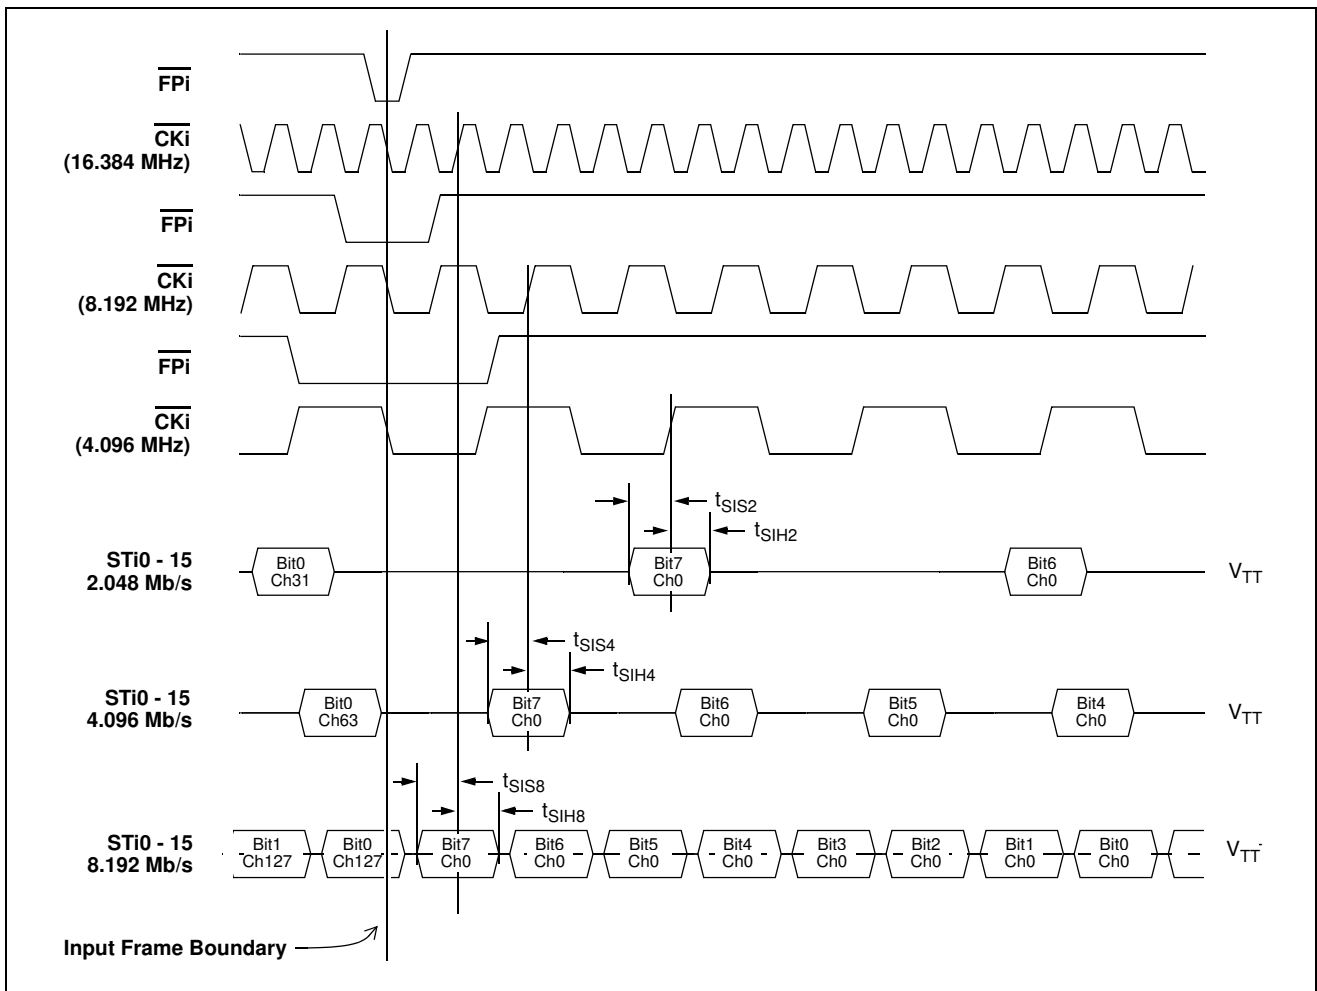 FPi
CKi
(16.384 MHz)
FPi
CKi
(8.192 MHz)
FPi
CKi
(4.096 MHz)
tSIS2
tSIH2
STi0 - 15
2.048 Mb/s
Bit0
Ch31
Bit7
Ch0
Bit6
Ch0
VTT
tSIS4
tSIH4
STi0 - 15
4.096 Mb/s
Bit0
Ch63
Bit7
Ch0
Bit6
Ch0
Bit5
Ch0
Bit4
Ch0
VTT
tSIS8
tSIH8
STi0 - 15
8.192 Mb/s
Bit1
Ch127
Bit0
Ch127
Bit7
Ch0
Bit6
Ch0
Bit5
Ch0
Bit4
Ch0
Bit3
Ch0
Bit2
Ch0
Bit1
Ch0
Bit0
Ch0
VTT
Input Frame Boundary